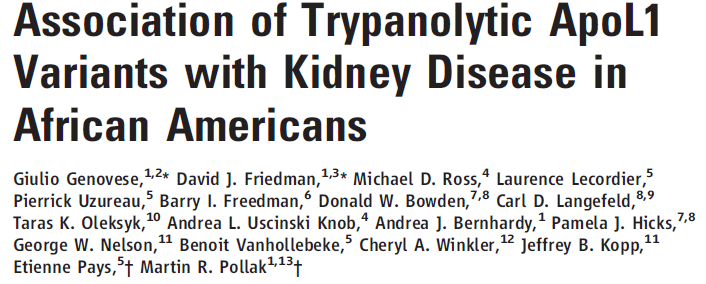 Association of Trypanolytic ApoL1
Variants with Kidney Disease in
African Americans
Giulio Genovese,1,2* David J. Friedman,1,3* Michael D. Ross,4 Laurence Lecordier,5
Pierrick Uzureau,5 Barry I. Freedman,6 Donald W. Bowden,7,8 Carl D. Langefeld,8,9
Taras K. Oleksyk,10 Andrea L. Uscinski Knob,4 Andrea J. Bernhardy,1 Pamela J. Hicks,7,8
George W. Nelson,11 Benoit Vanhollebeke,5 Cheryl A. Winkler,12 Jeffrey B. Kopp,11
Etienne Pays,5† Martin R. Pollak1,13†